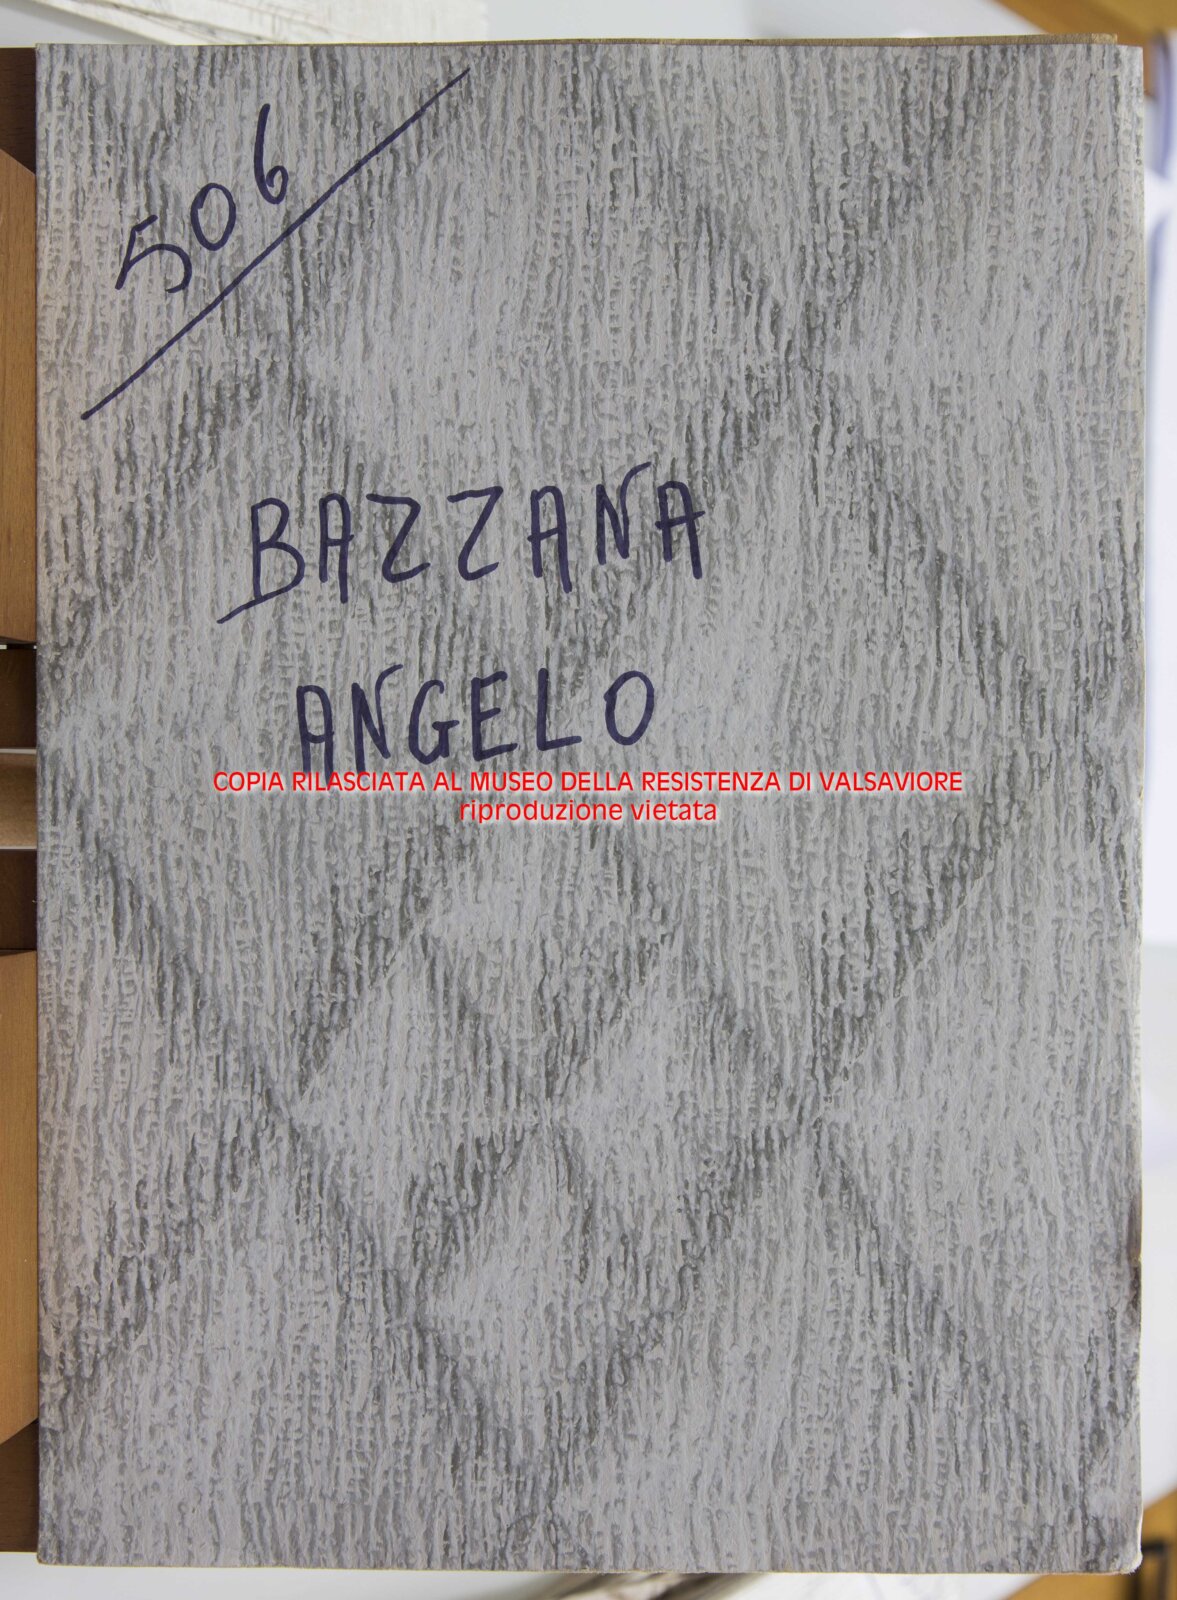 506
BAZZANA
ANGELO
COPIA RILASCIATA AL MUSEO DELLA RESISTENZA DI VALSAVIORE
riproduzione vietata